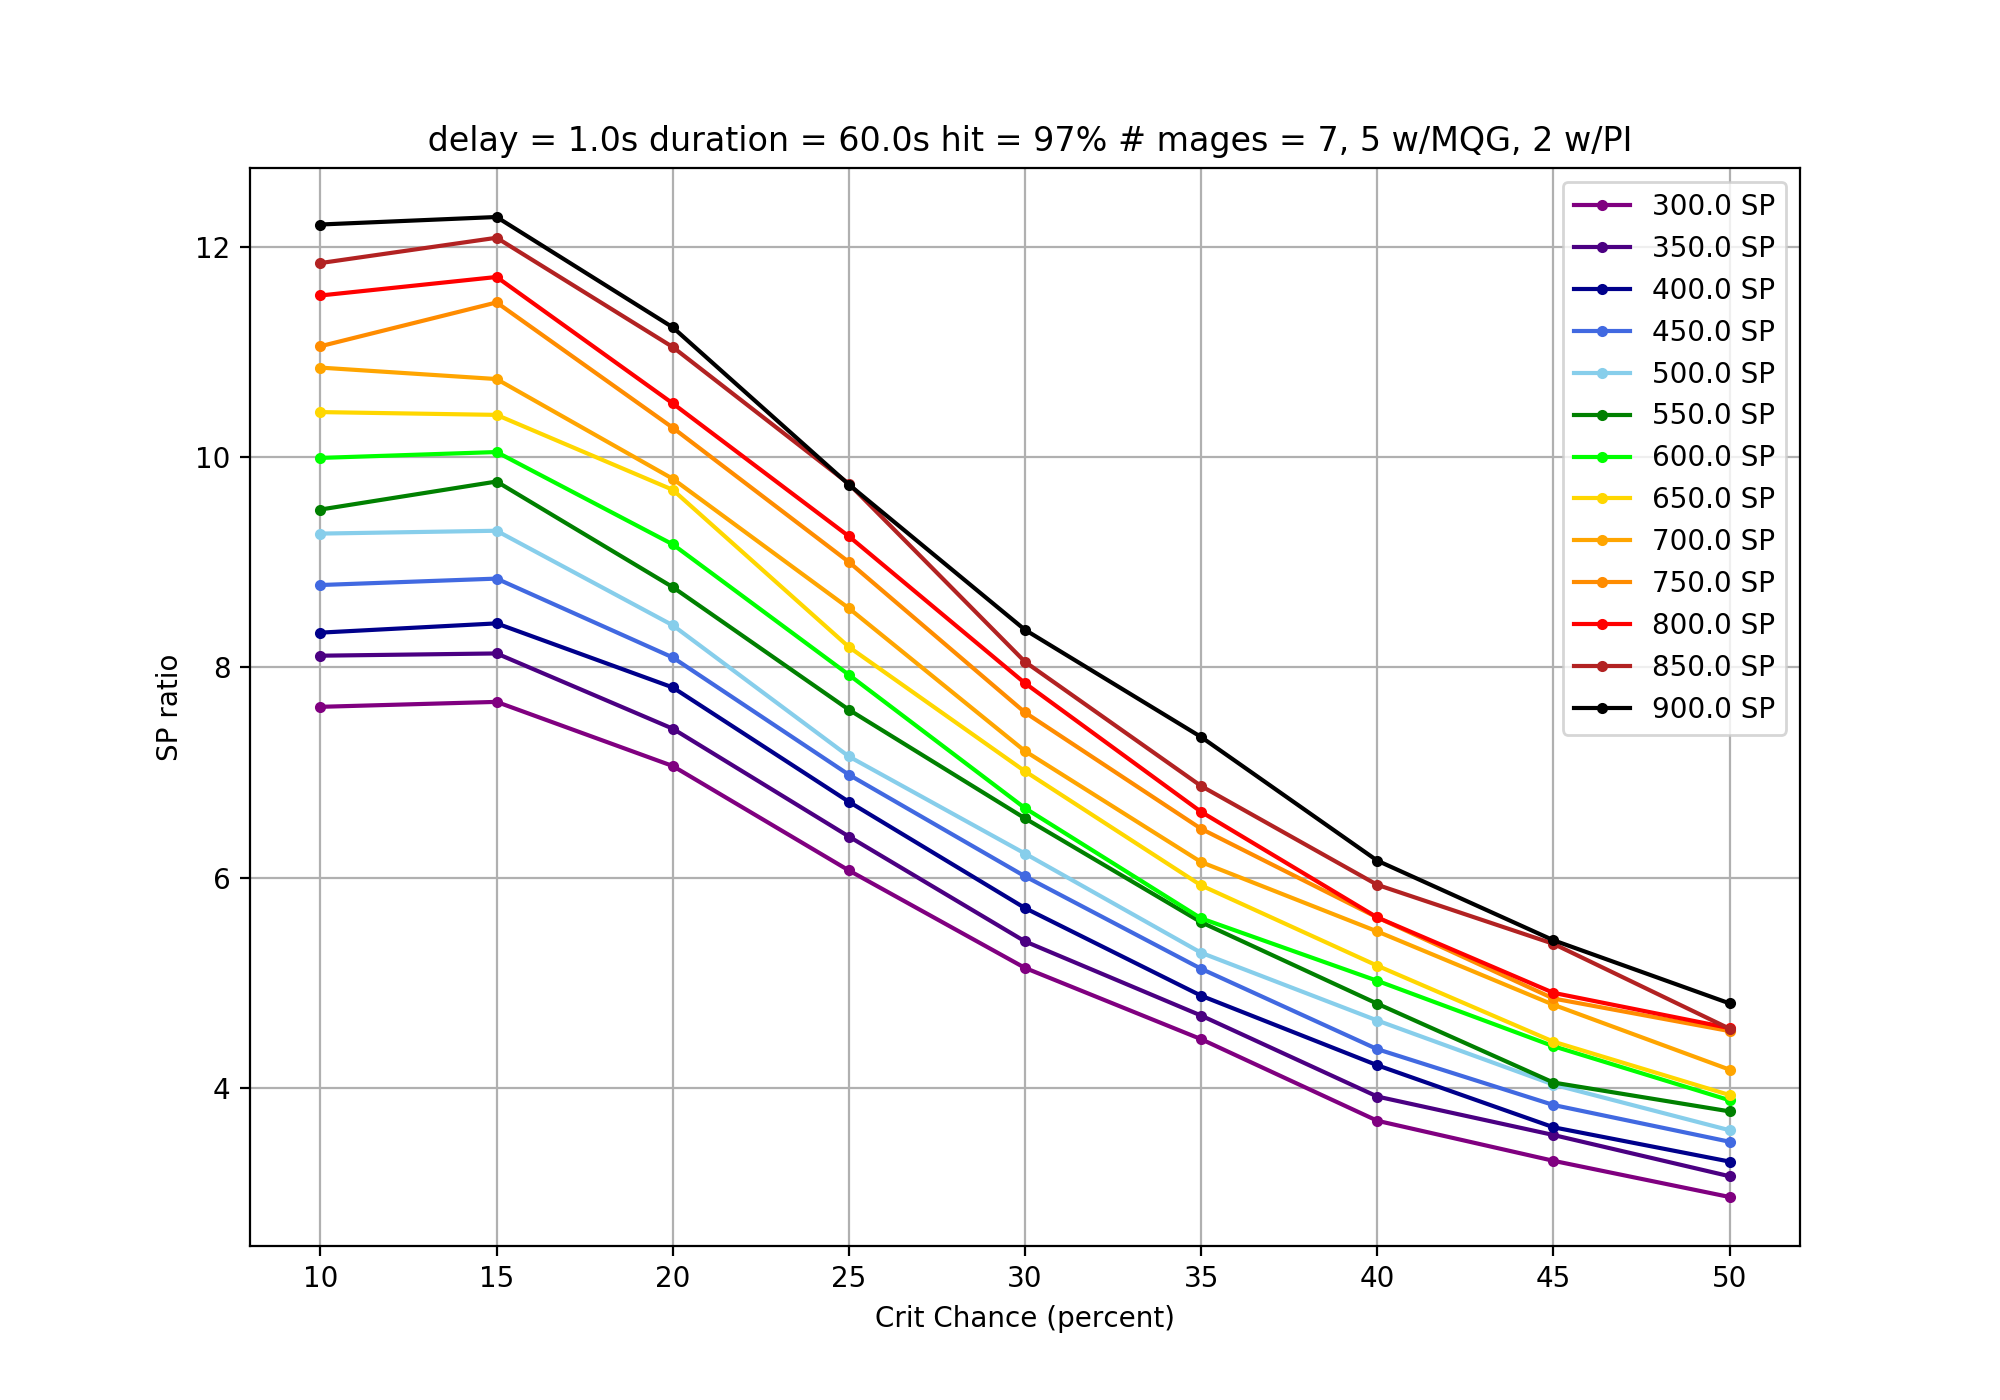 delay = 1.0s duration = 60.0s hit = 97% # mages = 7, 5 w/MQG, 2 w/PI
300.0 SP
350.0 SP
400.0 SP
450.0 SP
500.0 SP
550.0 SP
600.0 SP
650.0 SP
700.0 SP
750.0 SP
800.0 SP
850.0 SP
900.0 SP
12
10
8
6
4
SP ratio
10 15 20 25 30 35 40 45 50
Crit Chance (percent)